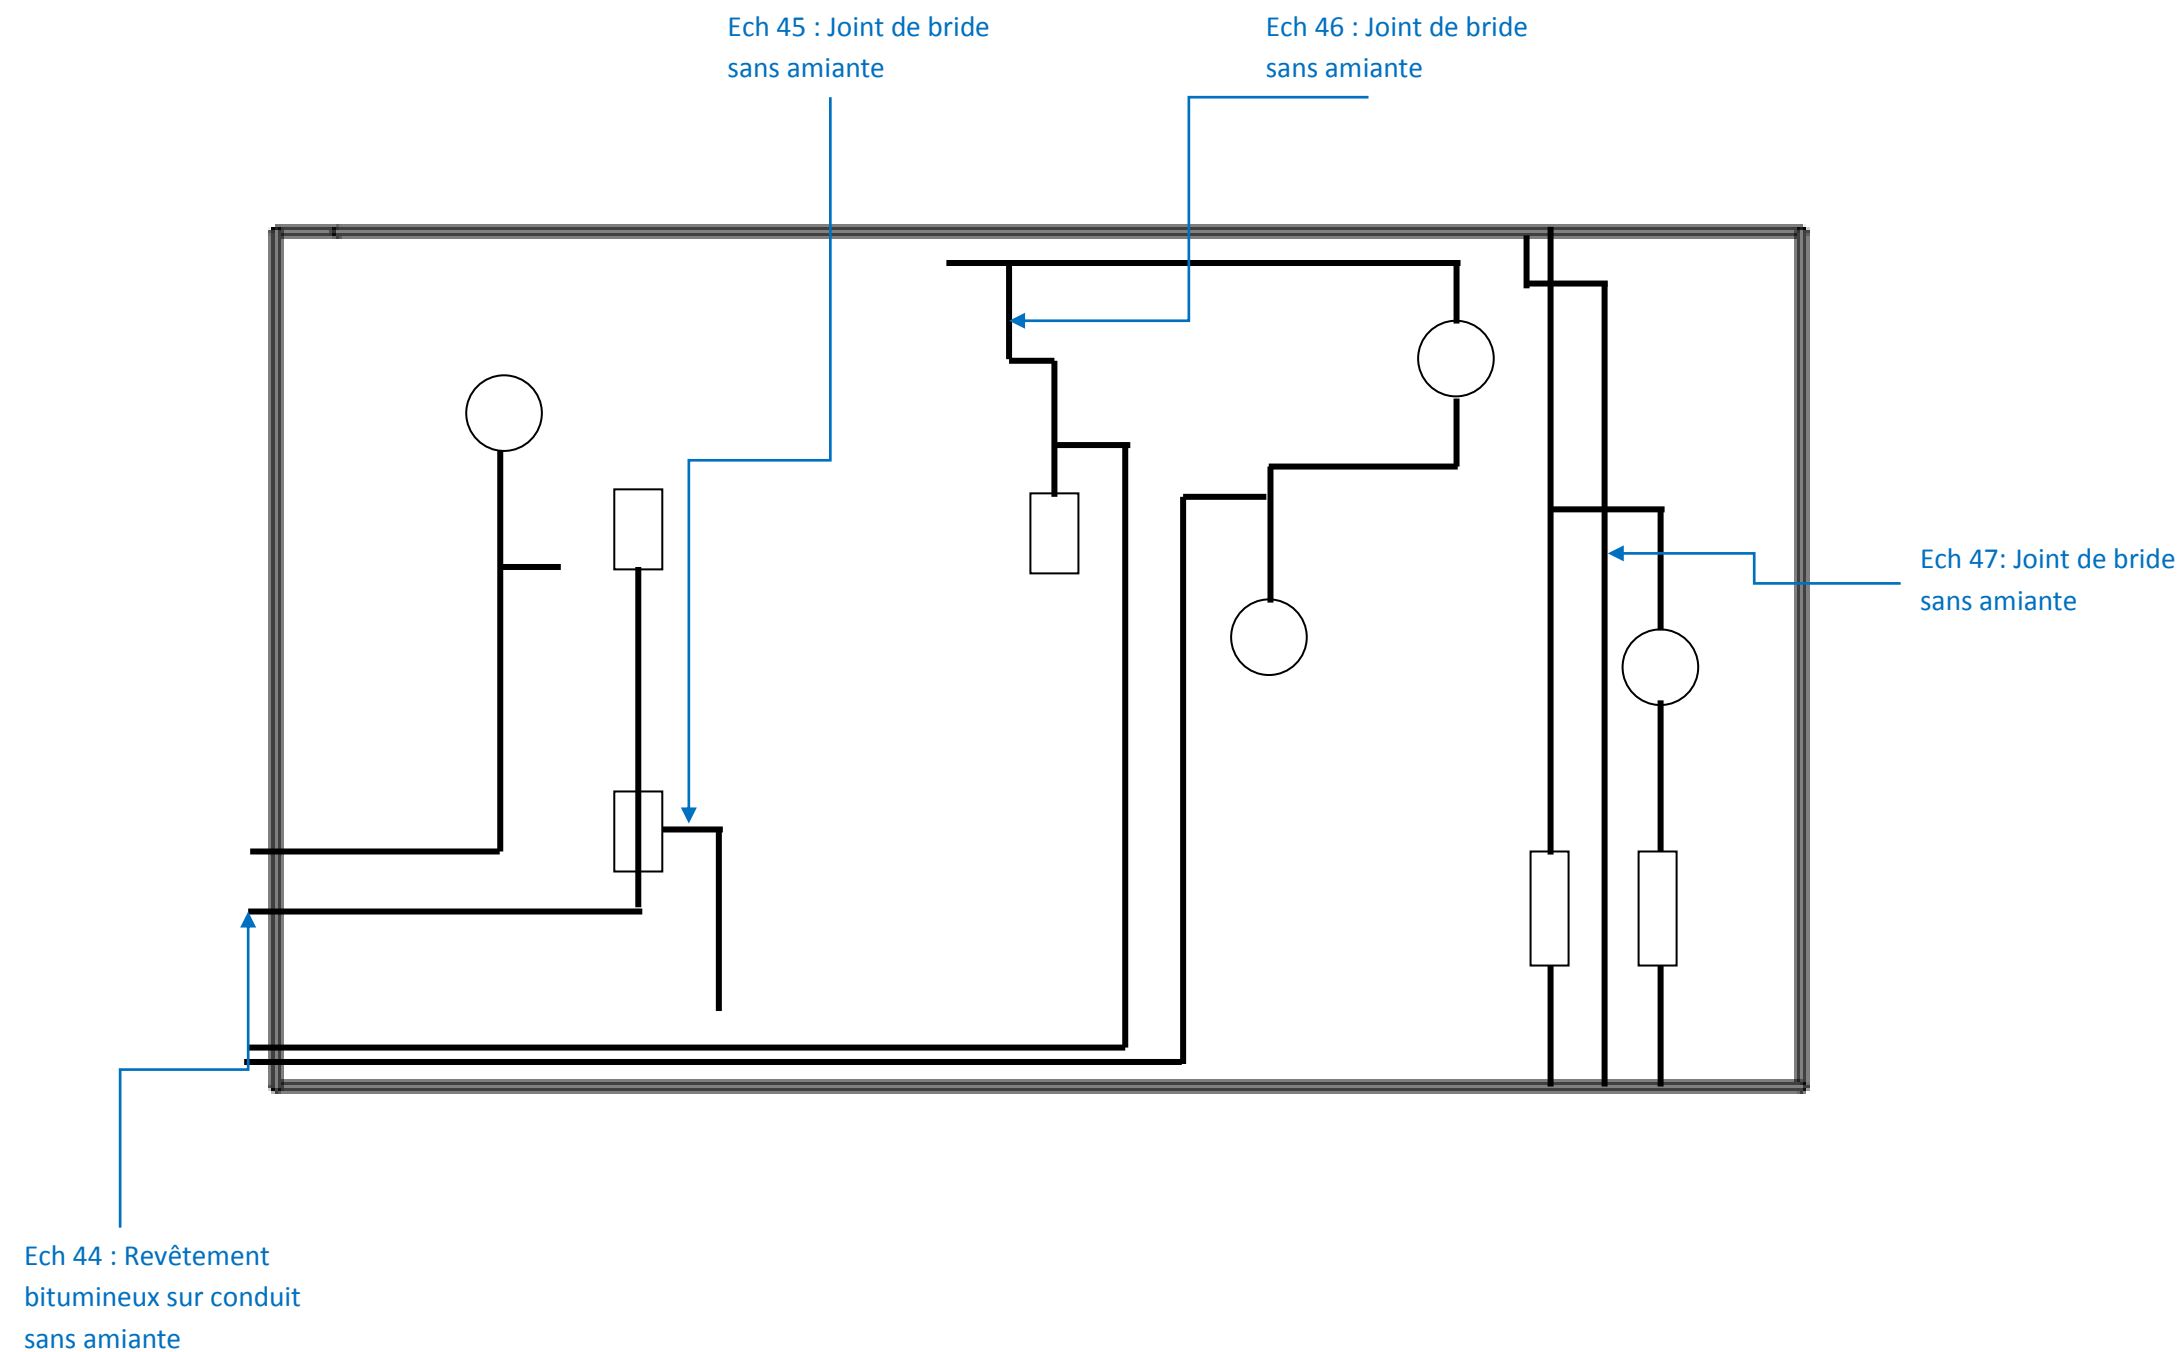 Ech 45 : Joint de bride
sans amiante
Ech 46 : Joint de bride
sans amiante
Ech 47: Joint de bride
sans amiante
Ech 44 : Revêtement
bitumineux sur conduit
sans amiante